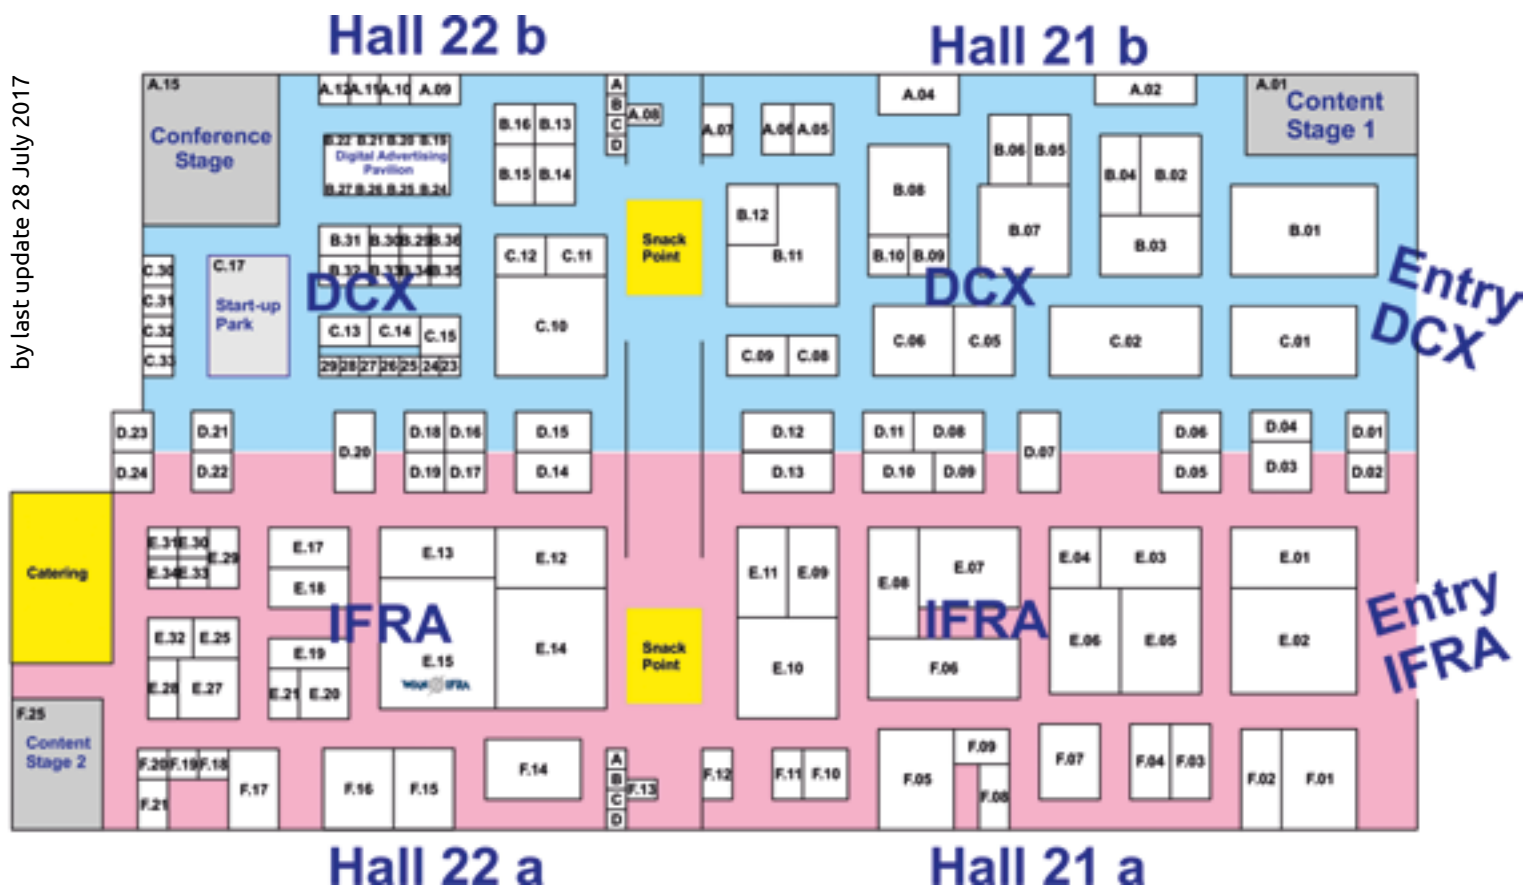 by last update 28 July 2017
Hall 22 b
Hall 21 b
A.15
Conference
Stage
A.12 A.11 A.10 A.09
A
B
C
D
A.08
A.07
A.06 A.05
A.04
A.02
A.01
Content
Stage 1
B.22 B.21 B.20 B.19
Digital Advertising
Pavilion
B.27 B.26 B.25 B.24
B.16 B.13
B.15 B.14
B.12
B.11
B.08
B.10 B.09
B.06 B.05
B.07
B.04 B.02
B.03
B.01
Snack
Point
B.31 B.30 B.29 B.36
B.32 B.33 B.34 B.35
C.30
C.31
C.32
C.33
C.17
Start-up
Park
DCX
C.12 C.11
C.10
C.13 C.14 C.15
29 28 27 26 25 24 23
DCX
C.09 C.08
C.06 C.05
C.02
C.01
Entry
DCX
D.23
D.24
D.21
D.22
D.20
D.18 D.16
D.19 D.17
D.15
D.14
D.12
D.13
D.11 D.08
D.10 D.09
D.07
D.06
D.05
D.04
D.03
D.01
D.02
Catering
E.31 E.30 E.29
E.34 E.33
E.17
E.18
E.13
E.12
E.11 E.09
E.08
E.07
E.04 E.03
E.01
E.32 E.25
E.28 E.27
E.19
E.21 E.20
IFRA
E.15
WAN IFRA
E.14
Snack
Point
E.10
IFRA
F.06
E.06 E.05
E.02
Entry
IFRA
F.25
Content
Stage 2
F.20 F.19 F.18
F.21
F.17
F.16 F.15
F.14
A
B
C
D
F.13
F.12
F.11 F.10
F.05
F.09
F.08
F.07
F.04 F.03
F.02 F.01
Hall 22 a
Hall 21 a